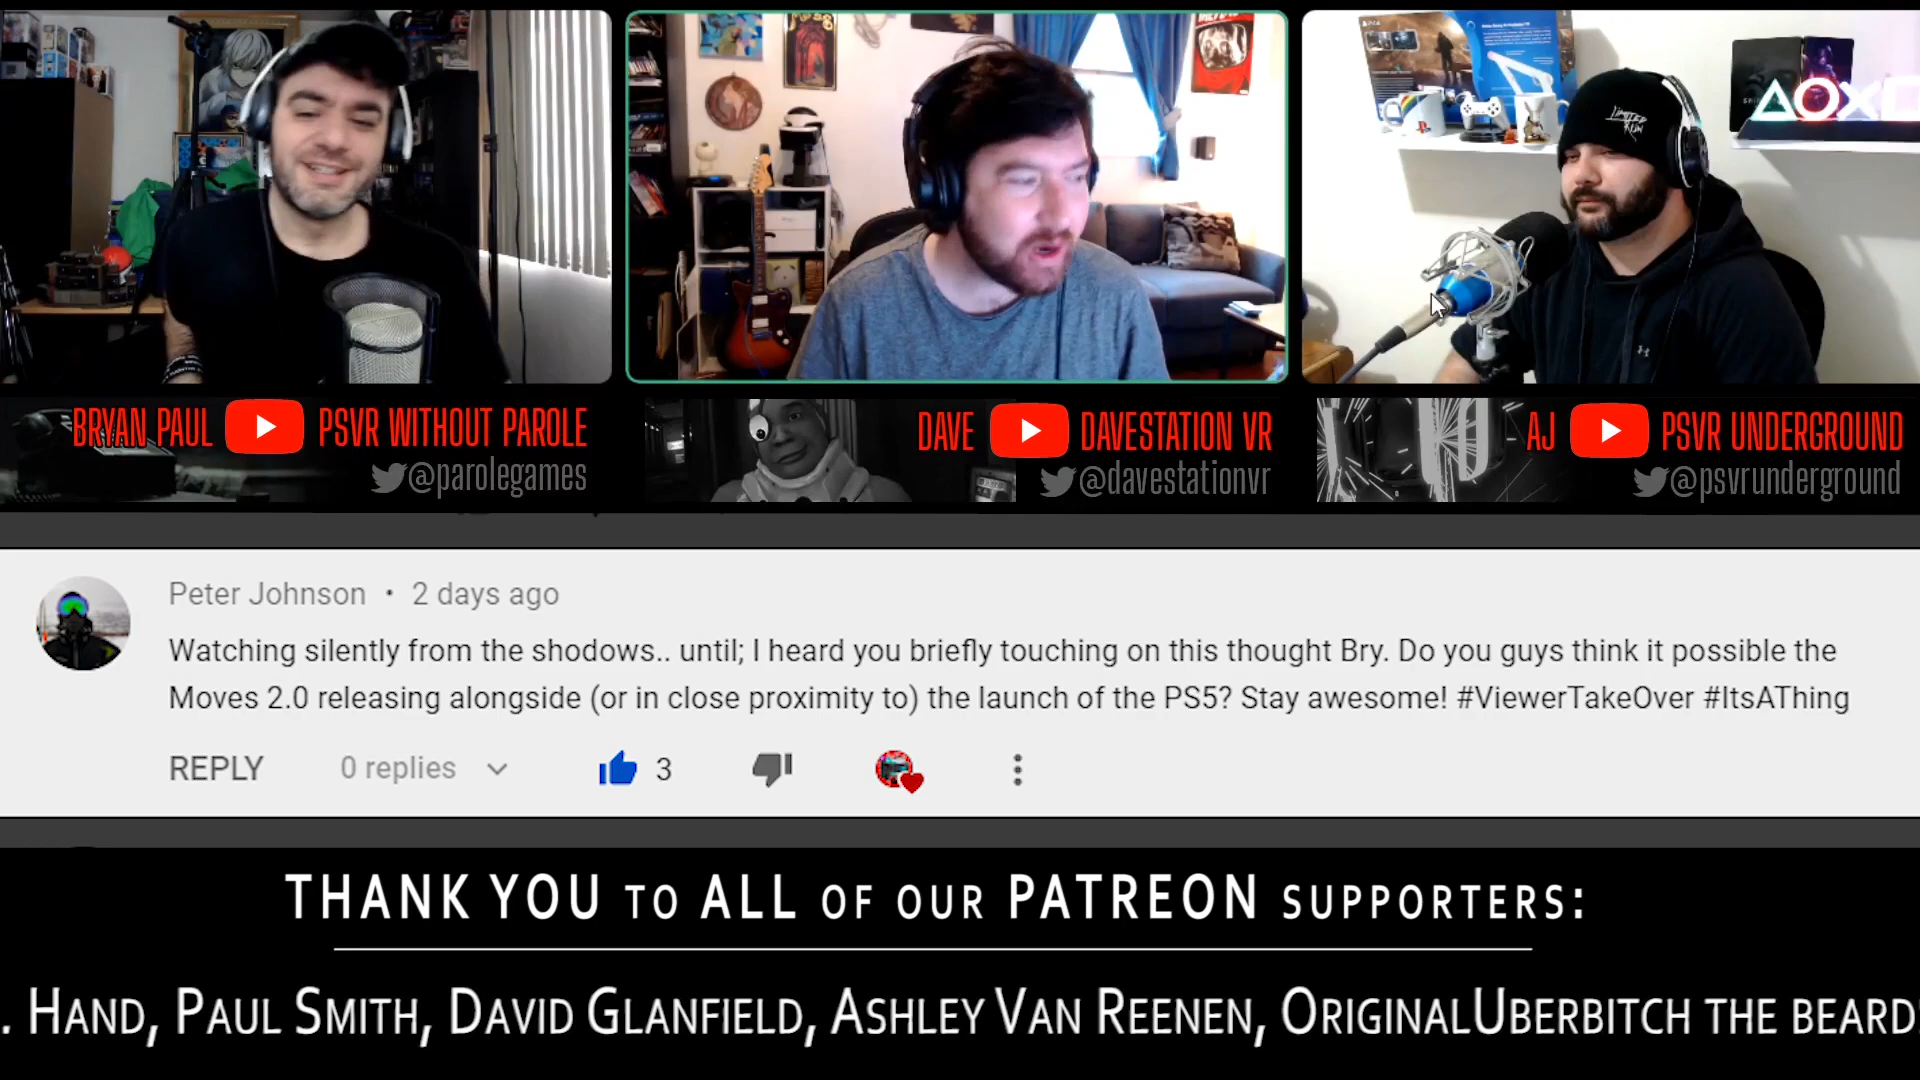 LIMITED
RUN
BRYAN PAUL PSVR WITHOUT PAROLE
@parolegames
DAVE DAVESTATION VR
@davestationvr
AJ PSVR UNDERGROUND
@psvrunderground
Peter Johnson • 2 days ago
Watching silently from the shodows.. until; I heard you briefly touching on this thought Bry. Do you guys think it possible the
Moves 2.0 releasing alongside (or in close proximity to) the launch of the PS5? Stay awesome! #ViewerTakeOver #ItsAThing
REPLY 0 replies 3
THANK YOU TO ALL OF OUR PATREON SUPPORTERS:
. HAND, PAUL SMITH, DAVID GLANFIELD, ASHLEY VAN REENEN, ORIGINALUBERBITCH THE BEARD